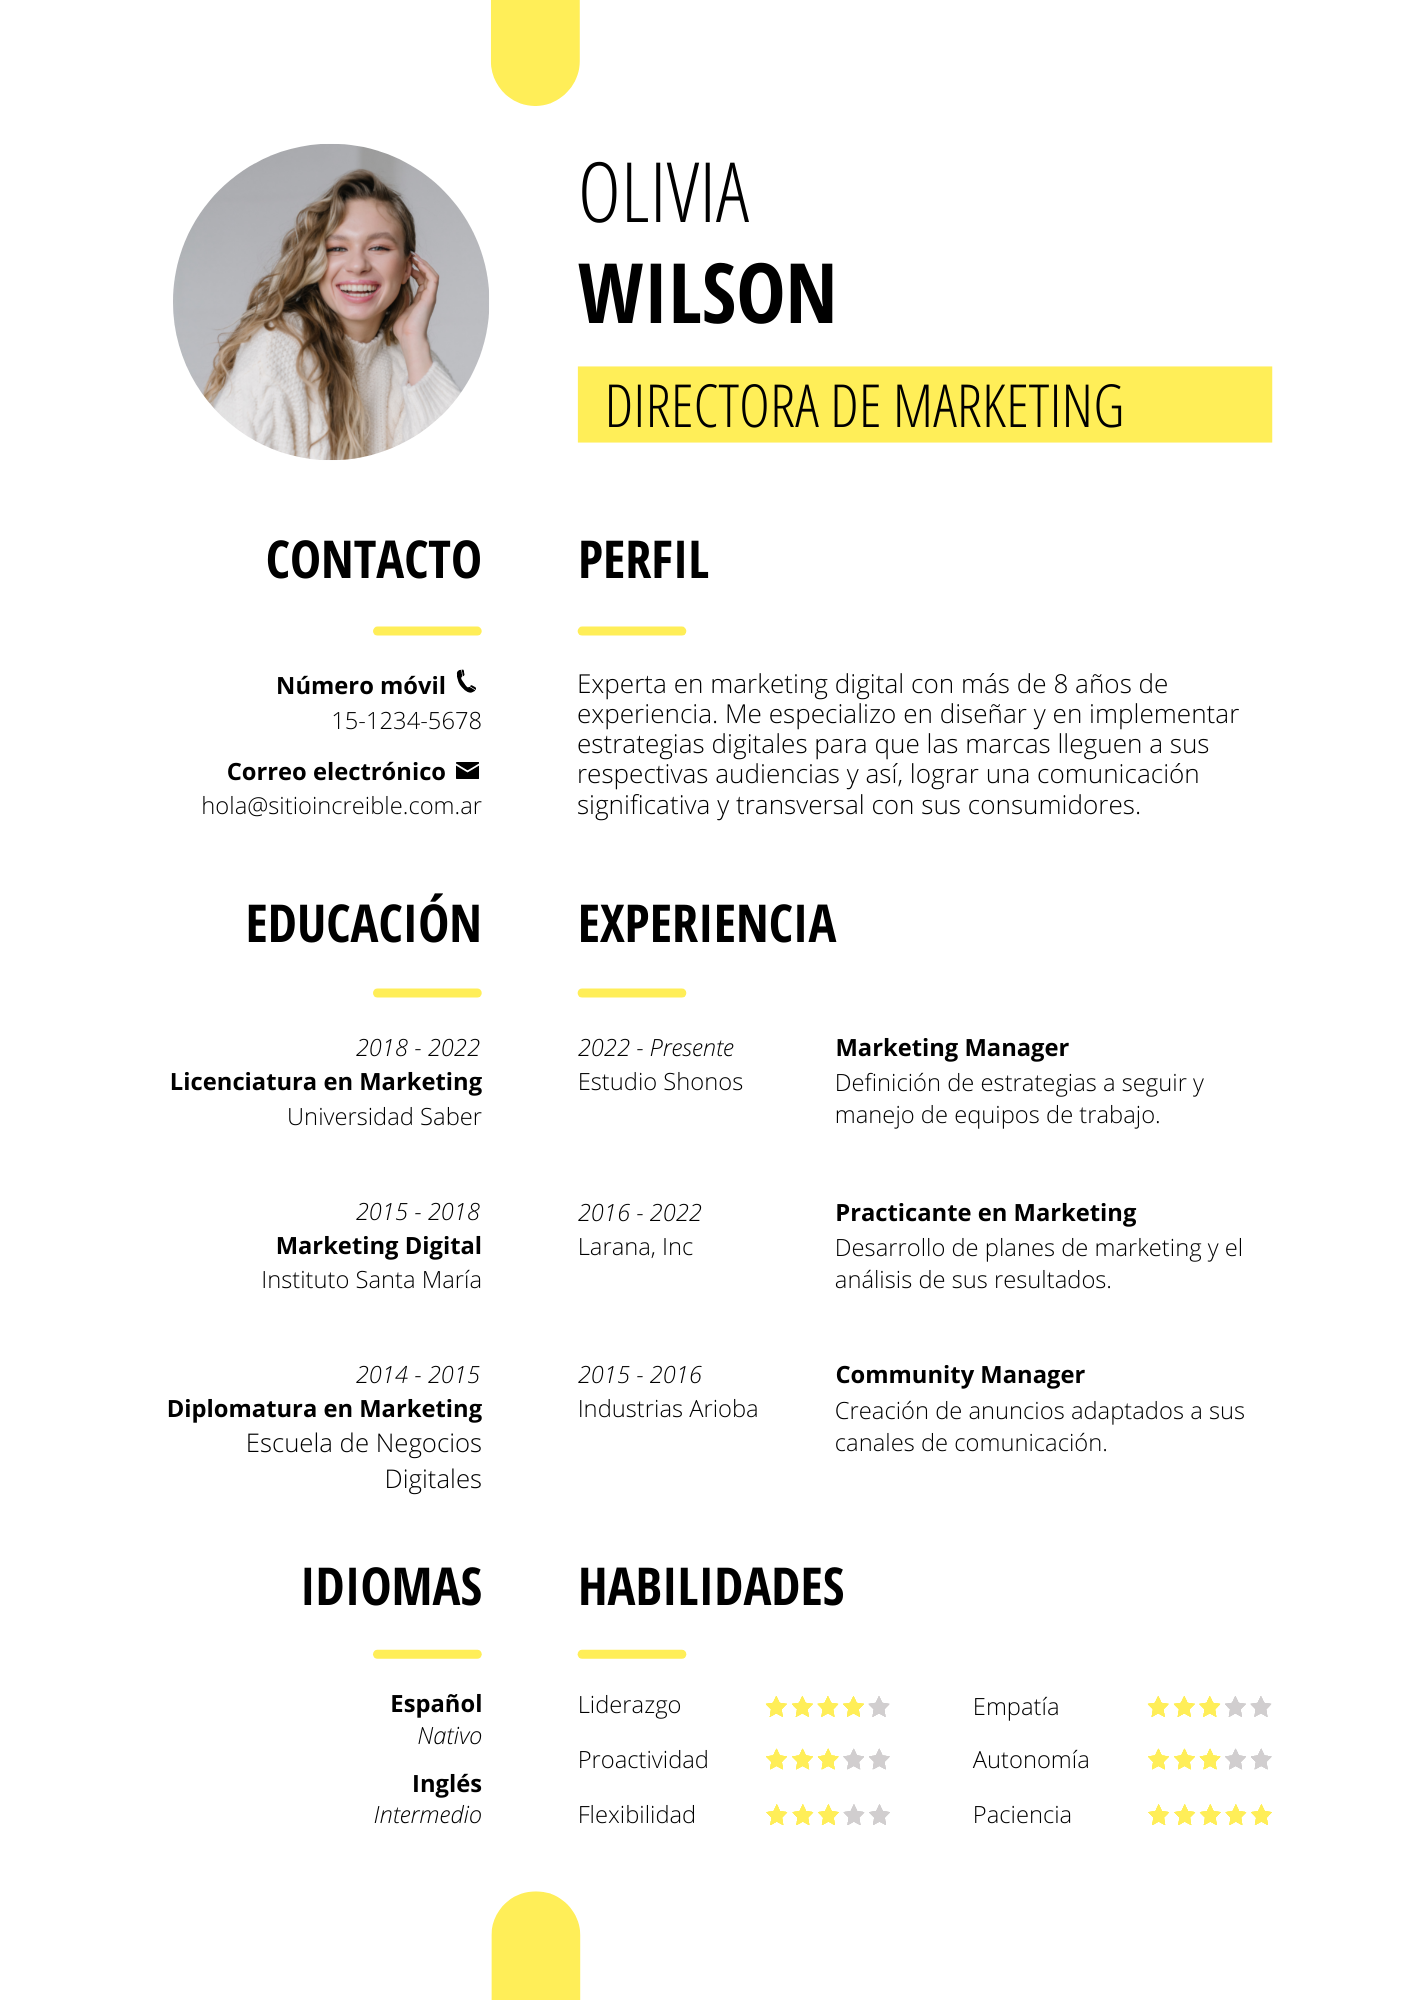 OLIVIA
WILSON
DIRECTORA DE MARKETING
CONTACTO
Número móvil
15-1234-5678
Correo electrónico
hola@sitioincreible.com.ar
PERFIL
Experta en marketing digital con más de 8 años de
experiencia. Me especializo en diseñar y en implementar
estrategias digitales para que las marcas lleguen a sus
respectivas audiencias y así, lograr una comunicación
significativa y transversal con sus consumidores.
EDUCACIÓN
2018 - 2022
Licenciatura en Marketing
Universidad Saber
2015 - 2018
Marketing Digital
Instituto Santa María
2014 - 2015
Diplomatura en Marketing
Escuela de Negocios
Digitales
EXPERIENCIA
2022 - Presente
Estudio Shonos
Marketing Manager
Definición de estrategias a seguir y
manejo de equipos de trabajo.
2016 - 2022
Larana, Inc
Practicante en Marketing
Desarrollo de planes de marketing y el
análisis de sus resultados.
2015 - 2016
Industrias Arioba
Community Manager
Creación de anuncios adaptados a sus
canales de comunicación.
IDIOMAS
Español
Nativo
Inglés
Intermedio
HABILIDADES
Liderazgo
Proactividad
Flexibilidad
Empatía
Autonomía
Paciencia